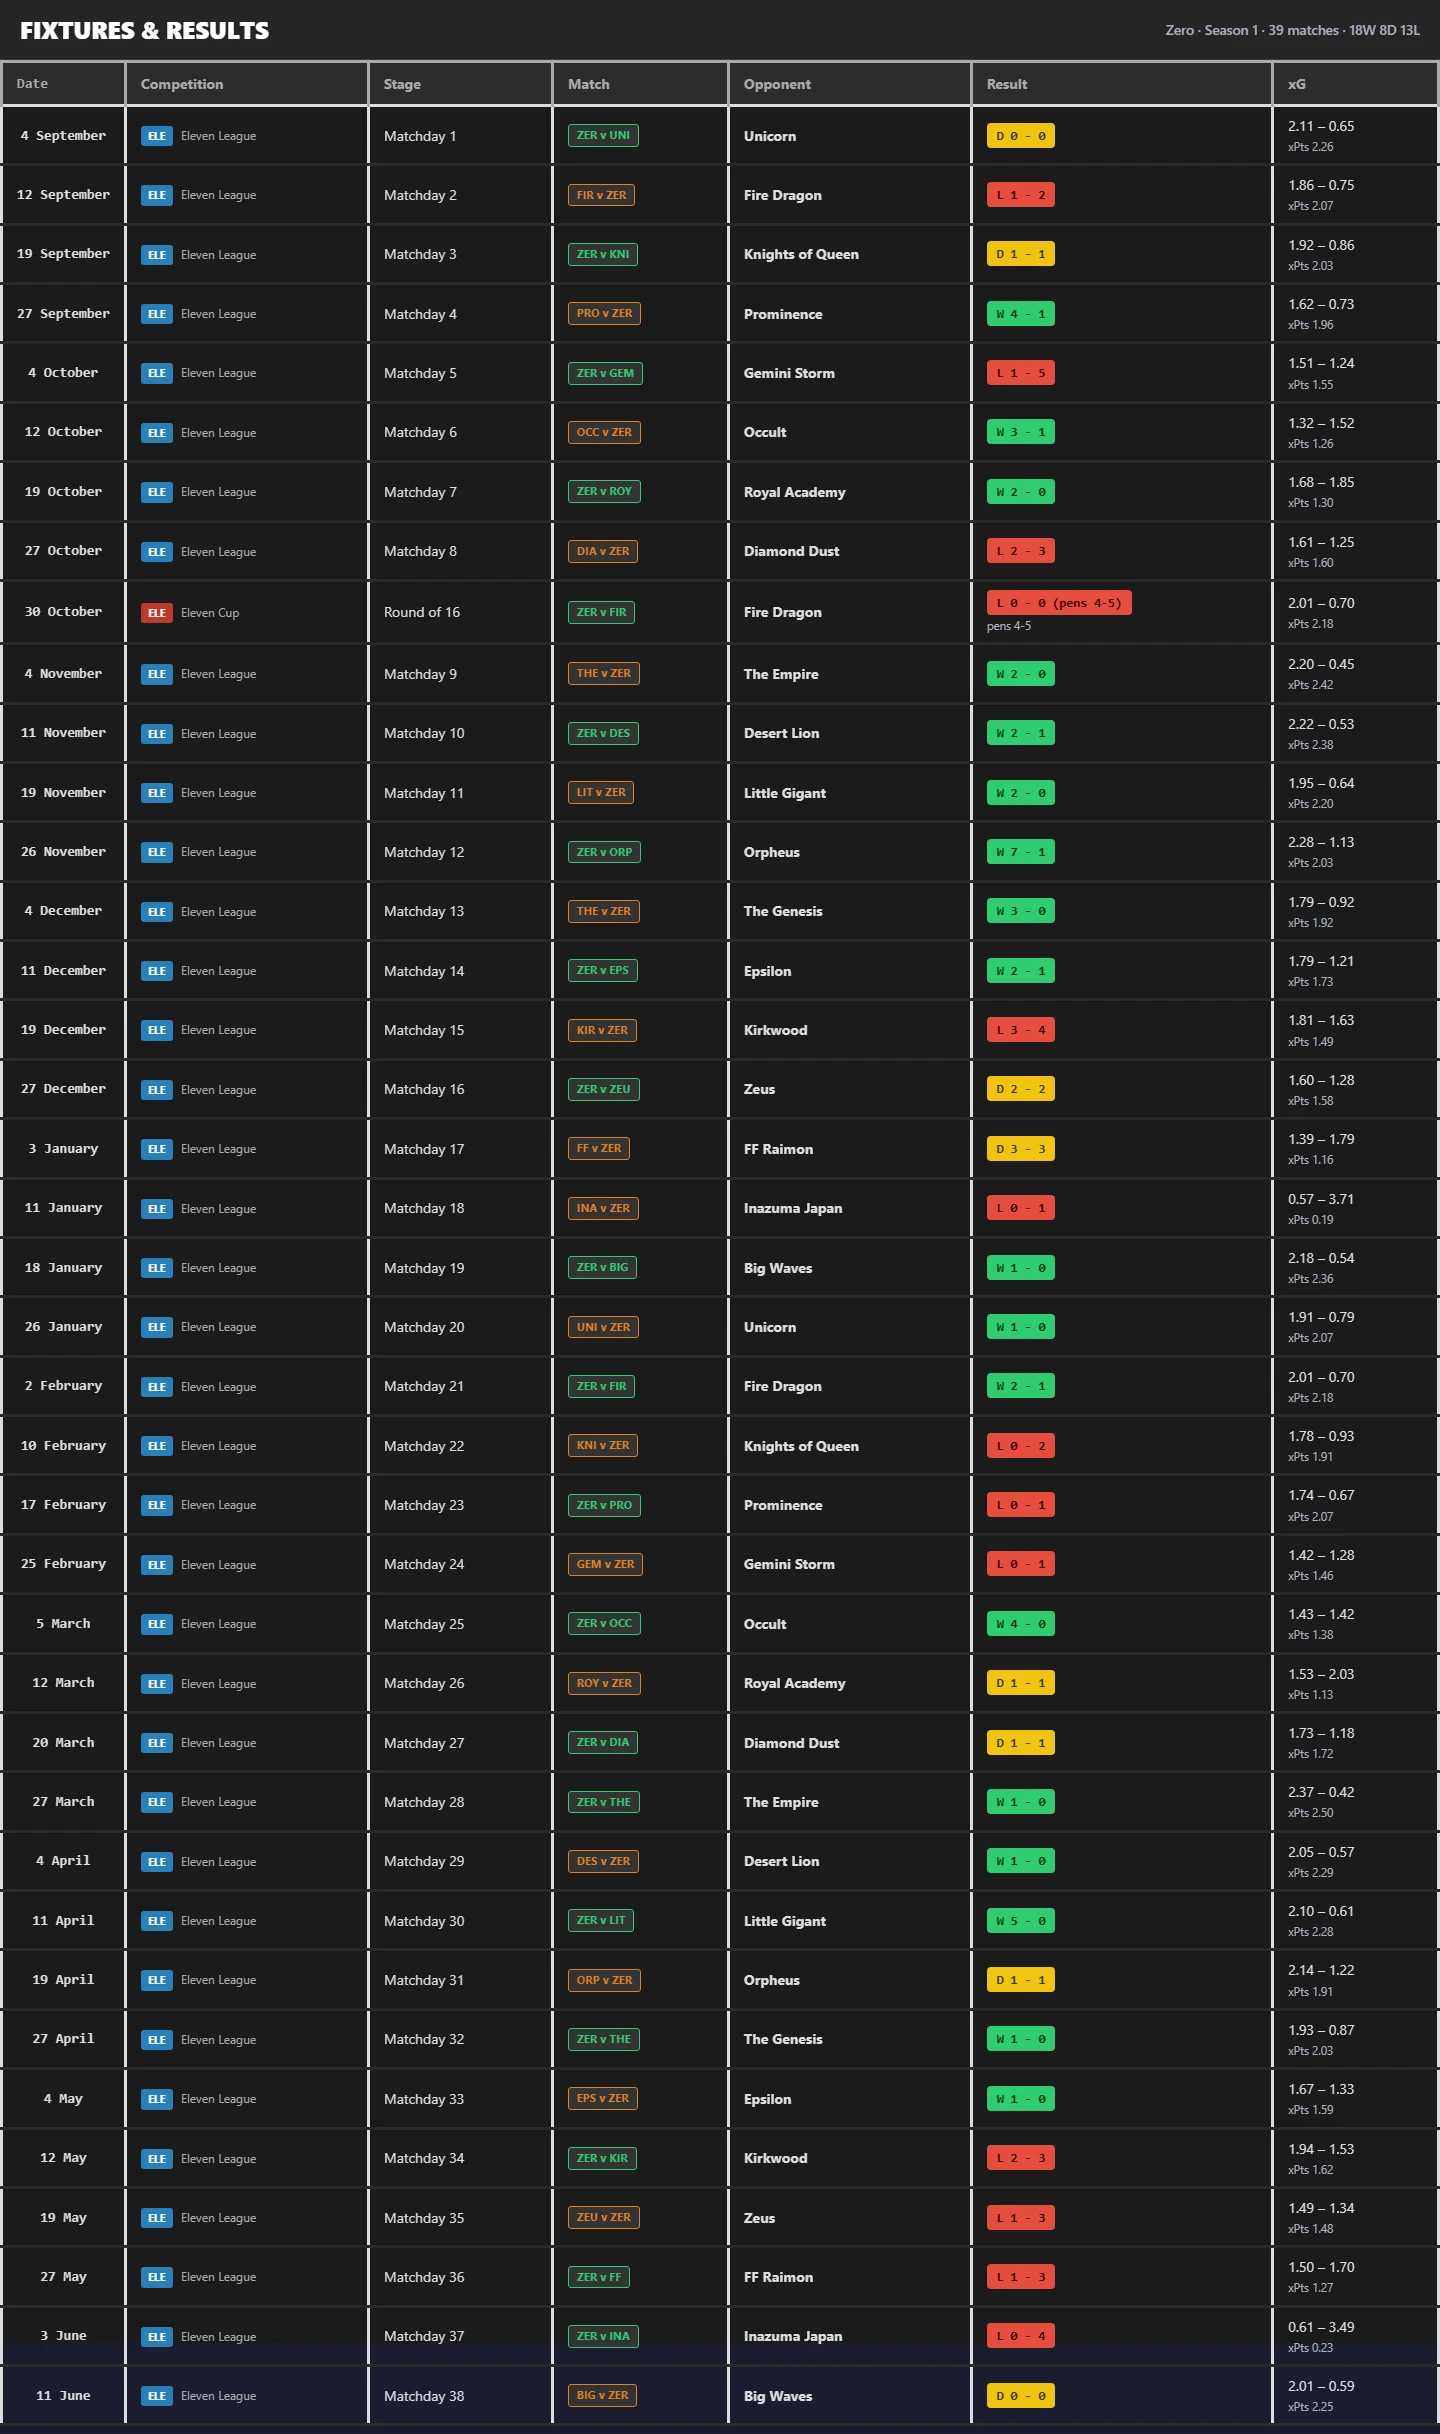 FIXTURES & RESULTS
Zero · Season 1 · 39 matches · 18W 8D 13L
Date Competition Stage Match Opponent Result xG
4 September ELE Eleven League Matchday 1 ZER v UNI Unicorn D 0 - 0 2.11 – 0.65
xPts 2.26
12 September ELE Eleven League Matchday 2 FIR v ZER Fire Dragon L 1 - 2 1.86 – 0.75
xPts 2.07
19 September ELE Eleven League Matchday 3 ZER v KNI Knights of Queen D 1 - 1 1.92 – 0.86
xPts 2.03
27 September ELE Eleven League Matchday 4 PRO v ZER Prominence W 4 - 1 1.62 – 0.73
xPts 1.96
4 October ELE Eleven League Matchday 5 ZER v GEM Gemini Storm L 1 - 5 1.51 – 1.24
xPts 1.55
12 October ELE Eleven League Matchday 6 OCC v ZER Occult W 3 - 1 1.32 – 1.52
xPts 1.26
19 October ELE Eleven League Matchday 7 ZER v ROY Royal Academy W 2 - 0 1.68 – 1.85
xPts 1.30
27 October ELE Eleven League Matchday 8 DIA v ZER Diamond Dust L 2 - 3 1.61 – 1.25
xPts 1.60
30 October ELE Eleven Cup Round of 16 ZER v FIR Fire Dragon L 0 - 0 (pens 4-5) 2.01 – 0.70
pens 4-5 xPts 2.18
4 November ELE Eleven League Matchday 9 THE v ZER The Empire W 2 - 0 2.20 – 0.45
xPts 2.42
11 November ELE Eleven League Matchday 10 ZER v DES Desert Lion W 2 - 1 2.22 – 0.53
xPts 2.38
19 November ELE Eleven League Matchday 11 LIT v ZER Little Gigant W 2 - 0 1.95 – 0.64
xPts 2.20
26 November ELE Eleven League Matchday 12 ZER v ORP Orpheus W 7 - 1 2.28 – 1.13
xPts 2.03
4 December ELE Eleven League Matchday 13 THE v ZER The Genesis W 3 - 0 1.79 – 0.92
xPts 1.92
11 December ELE Eleven League Matchday 14 ZER v EPS Epsilon W 2 - 1 1.79 – 1.21
xPts 1.73
19 December ELE Eleven League Matchday 15 KIR v ZER Kirkwood L 3 - 4 1.81 – 1.63
xPts 1.49
27 December ELE Eleven League Matchday 16 ZER v ZEU Zeus D 2 - 2 1.60 – 1.28
xPts 1.58
3 January ELE Eleven League Matchday 17 FF v ZER FF Raimon D 3 - 3 1.39 – 1.79
xPts 1.16
11 January ELE Eleven League Matchday 18 INA v ZER Inazuma Japan L 0 - 1 0.57 – 3.71
xPts 0.19
18 January ELE Eleven League Matchday 19 ZER v BIG Big Waves W 1 - 0 2.18 – 0.54
xPts 2.36
26 January ELE Eleven League Matchday 20 UNI v ZER Unicorn W 1 - 0 1.91 – 0.79
xPts 2.07
2 February ELE Eleven League Matchday 21 ZER v FIR Fire Dragon W 2 - 1 2.01 – 0.70
xPts 2.18
10 February ELE Eleven League Matchday 22 KNI v ZER Knights of Queen L 0 - 2 1.78 – 0.93
xPts 1.91
17 February ELE Eleven League Matchday 23 ZER v PRO Prominence L 0 - 1 1.74 – 0.67
xPts 2.07
25 February ELE Eleven League Matchday 24 GEM v ZER Gemini Storm L 0 - 1 1.42 – 1.28
xPts 1.46
5 March ELE Eleven League Matchday 25 ZER v OCC Occult W 4 - 0 1.43 – 1.42
xPts 1.38
12 March ELE Eleven League Matchday 26 ROY v ZER Royal Academy D 1 - 1 1.53 – 2.03
xPts 1.13
20 March ELE Eleven League Matchday 27 ZER v DIA Diamond Dust D 1 - 1 1.73 – 1.18
xPts 1.72
27 March ELE Eleven League Matchday 28 ZER v THE The Empire W 1 - 0 2.37 – 0.42
xPts 2.50
4 April ELE Eleven League Matchday 29 DES v ZER Desert Lion W 1 - 0 2.05 – 0.57
xPts 2.29
11 April ELE Eleven League Matchday 30 ZER v LIT Little Gigant W 5 - 0 2.10 – 0.61
xPts 2.28
19 April ELE Eleven League Matchday 31 ORP v ZER Orpheus D 1 - 1 2.14 – 1.22
xPts 1.91
27 April ELE Eleven League Matchday 32 ZER v THE The Genesis W 1 - 0 1.93 – 0.87
xPts 2.03
4 May ELE Eleven League Matchday 33 EPS v ZER Epsilon W 1 - 0 1.67 – 1.33
xPts 1.59
12 May ELE Eleven League Matchday 34 ZER v KIR Kirkwood L 2 - 3 1.94 – 1.53
xPts 1.62
19 May ELE Eleven League Matchday 35 ZEU v ZER Zeus L 1 - 3 1.49 – 1.34
xPts 1.48
27 May ELE Eleven League Matchday 36 ZER v FF FF Raimon L 1 - 3 1.50 – 1.70
xPts 1.27
3 June ELE Eleven League Matchday 37 ZER v INA Inazuma Japan L 0 - 4 0.61 – 3.49
xPts 0.23
11 June ELE Eleven League Matchday 38 BIG v ZER Big Waves D 0 - 0 2.01 – 0.59
xPts 2.25